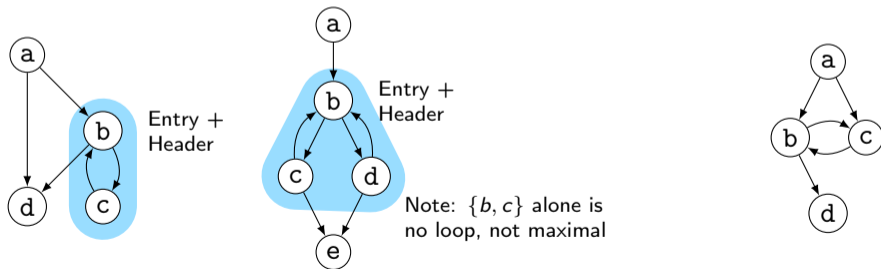 a
b
Entry +
Header
d
c
a
b
Entry +
Header
c
d
Note: {b, c} alone is
no loop, not maximal
e
a
b
c
d